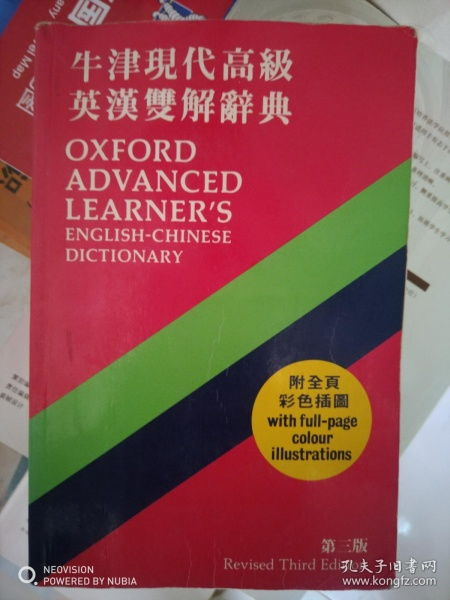 牛津現代高級
英漢雙解辭典
OXFORD
ADVANCED
LEARNER'S
ENGLISH-CHINESE
DICTIONARY
附全頁
彩色插圖
with full-page
colour
illustrations
第三版
Revised Third
NEOVISION
POWERED BY NUBIA
孔夫子旧书网
www.kongfz.com